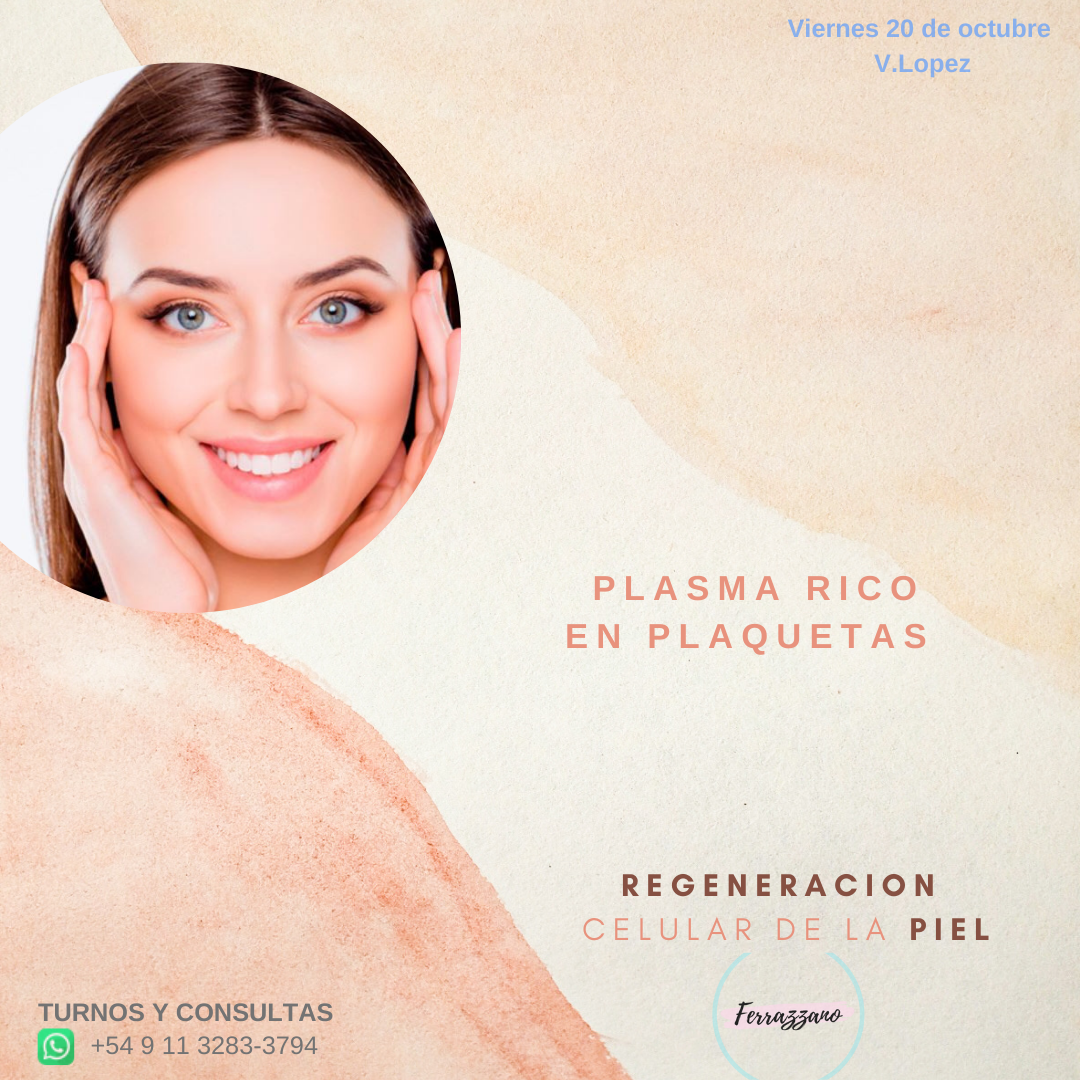 Viernes 20 de octubre
V.Lopez
PLASMA RICO
EN PLAQUETAS
REGENERACION
CELULAR DE LA PIEL
Ferrazzano
TURNOS Y CONSULTAS
+54 9 11 3283-3794